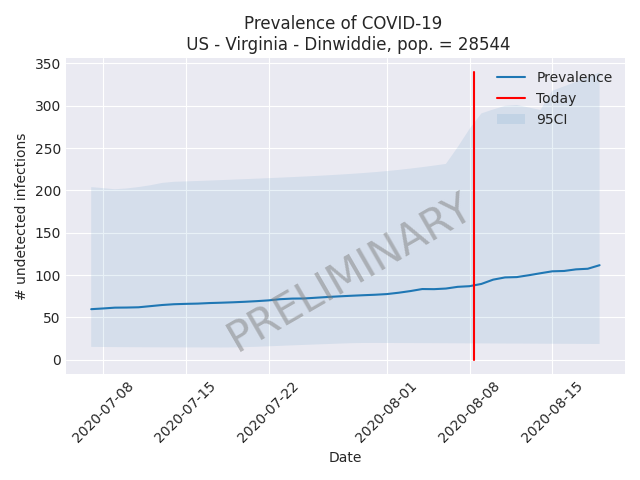 Prevalence of COVID-19
US - Virginia - Dinwiddie, pop. = 28544
350
300
250
200
150
100
50
0
# undetected infections
Prevalence
Today
95CI
PRELIMINARY
2020-07-08
2020-07-15
2020-07-22
2020-08-01
2020-08-08
2020-08-15
Date